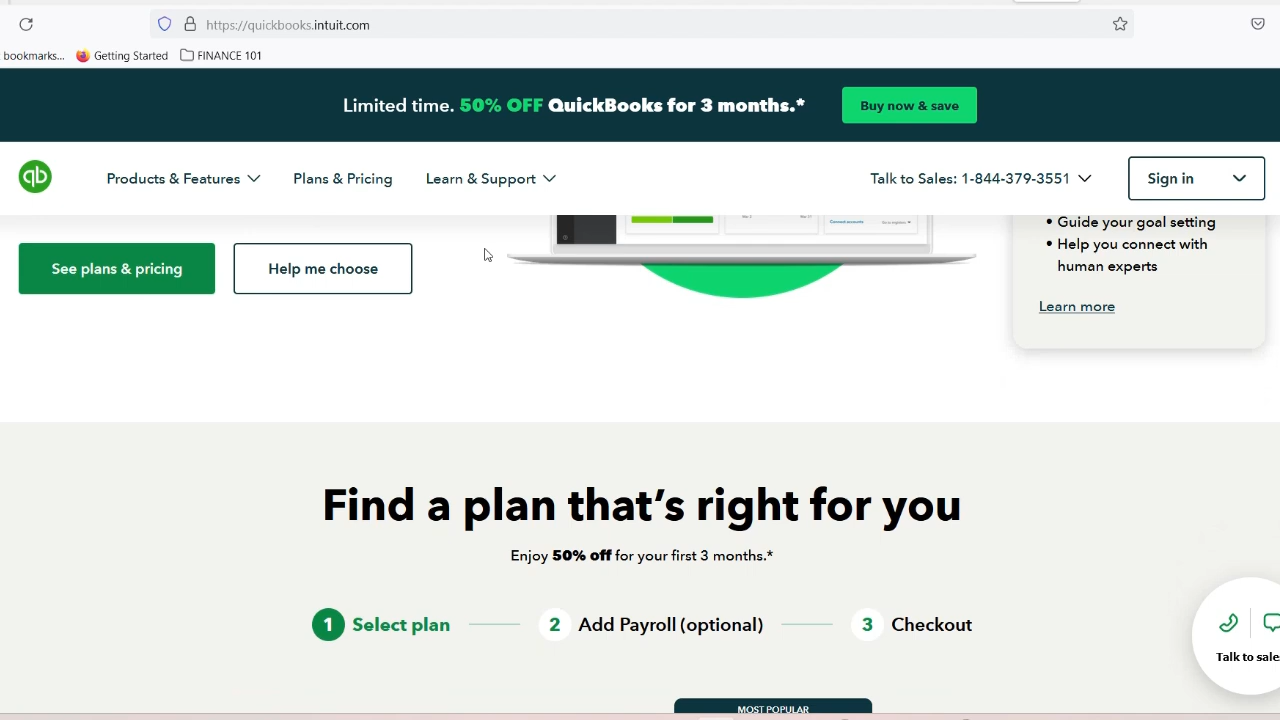 https://quickbooks.intuit.com
bookmarks... Getting Started FINANCE 101
Limited time. 50% OFF QuickBooks for 3 months.* Buy now & save
qb Products & Features Plans & Pricing Learn & Support Talk to Sales: 1-844-379-3551 Sign in
• Guide your goal setting
• Help you connect with
human experts
See plans & pricing Help me choose
Learn more
Find a plan that's right for you
Enjoy 50% off for your first 3 months.*
1 Select plan 2 Add Payroll (optional) 3 Checkout
Talk to sale
MOST POPULAR